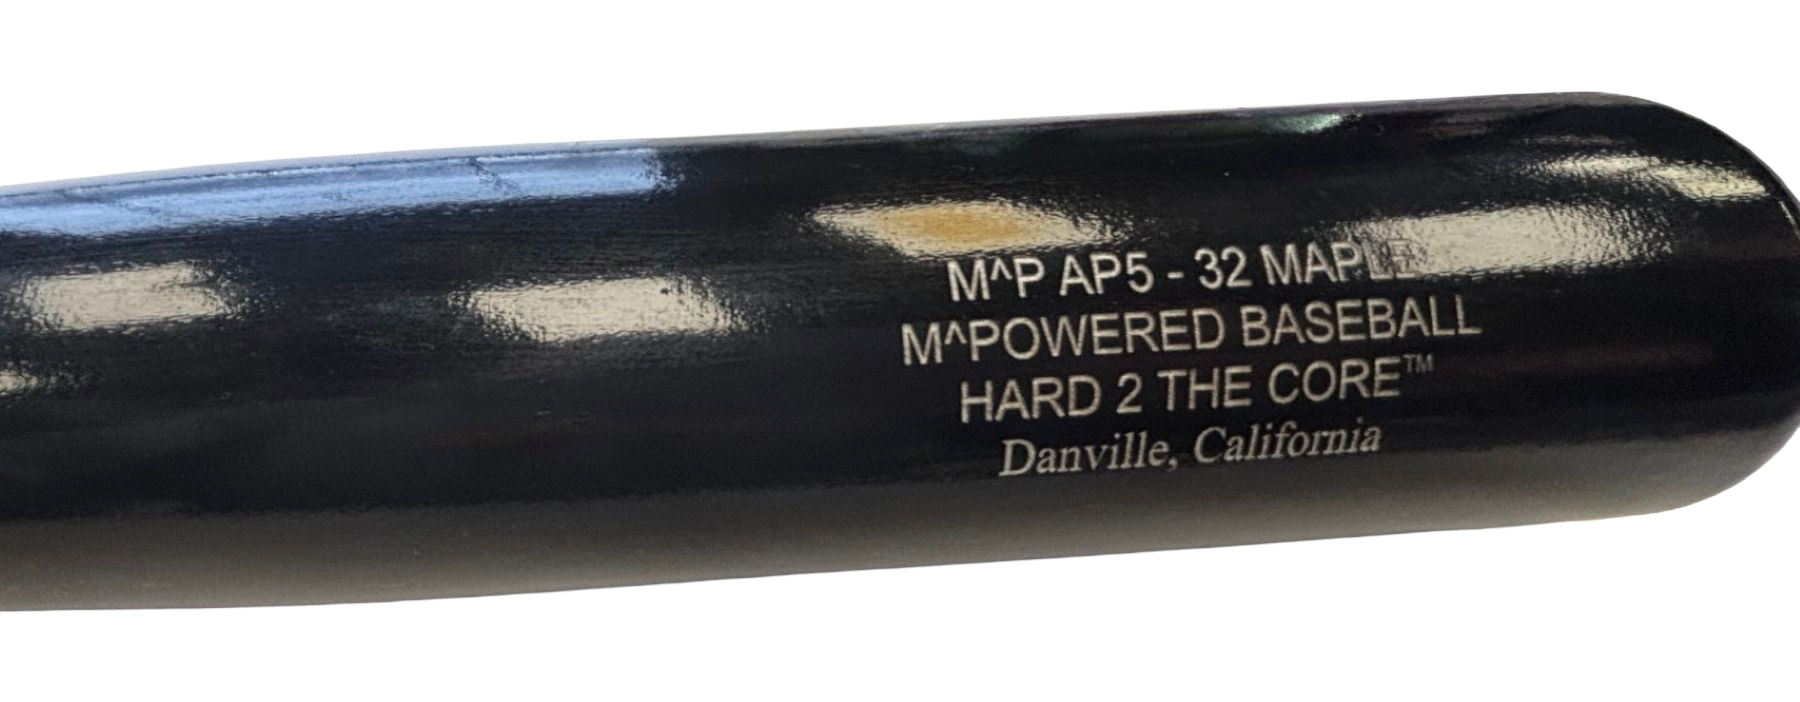 M^P AP5 - 32 MAPLE
M^POWERED BASEBALL
HARD 2 THE CORE™
Danville, California